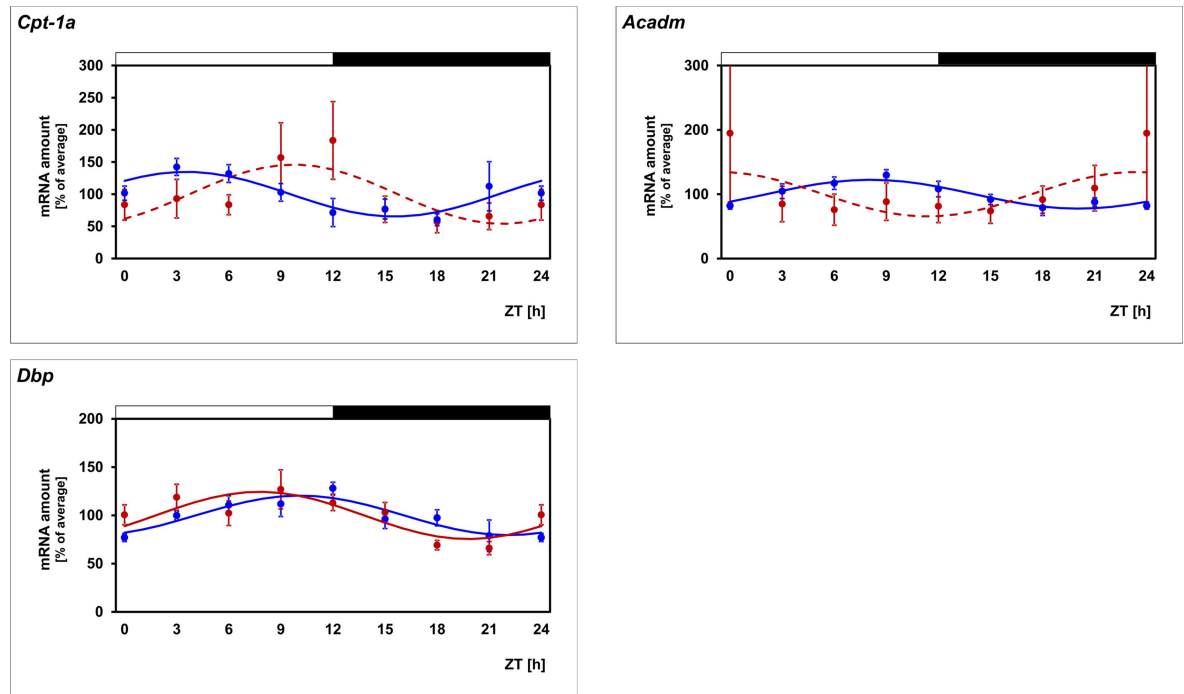 Cpt-1a
300
250
200
150
100
50
0
mRNA amount
[% of average]
0 3 6 9 12 15 18 21 24
ZT [h]
Acadm
300
200
100
0
mRNA amount
[% of average]
0 3 6 9 12 15 18 21 24
ZT [h]
Dbp
200
150
100
50
0
mRNA amount
[% of average]
0 3 6 9 12 15 18 21 24
ZT [h]